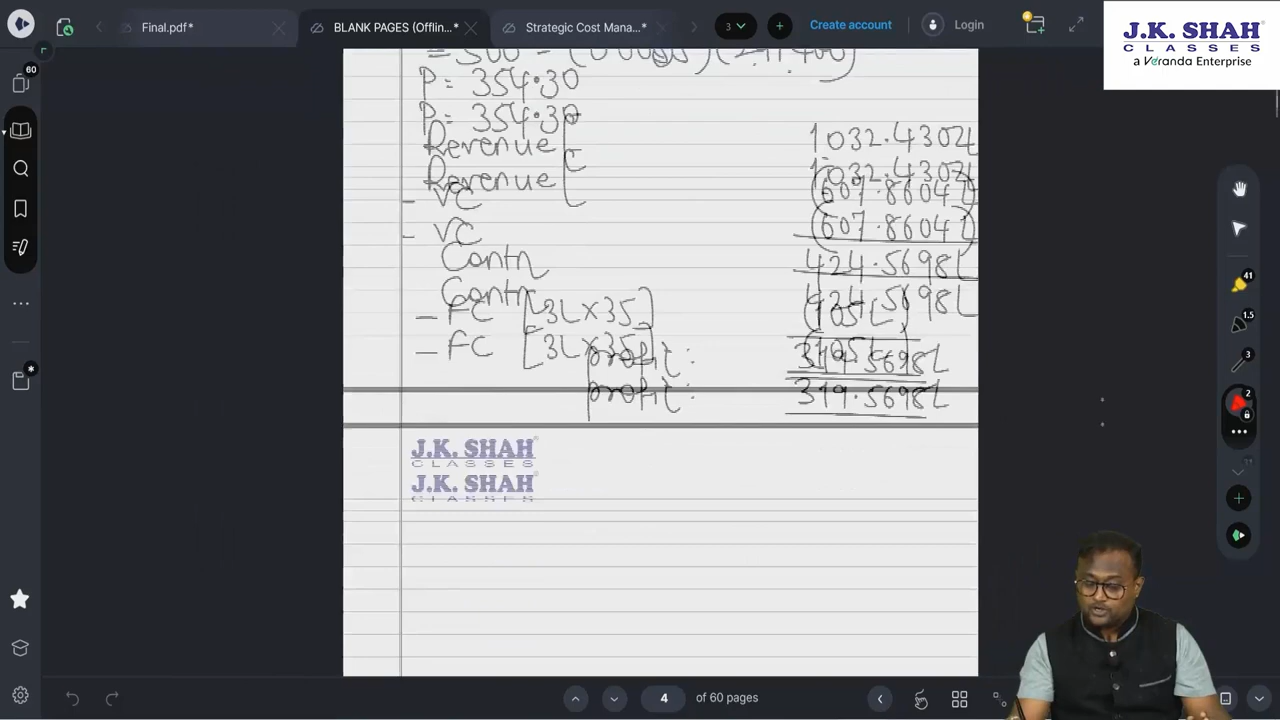 Final.pdf*
BLANK PAGES (Offlin...*
Strategic Cost Mana...*
3
Create account
Login
J.K. SHAH
CLASSES
a Veranda Enterprise
60
P = 354.30
P = 354.30
Revenue [ 1032.4302L
Revenue [ 1032.4302L
- VC (607.8604L)
- VC (607.8604L)
Contn 424.5698L
Contn 424.5698L
- FC [3L×35] (105L)
- FC [3L×35] (105L)
profit: 319.5698L
profit: 319.5698L
J.K. SHAH
CLASSES
J.K. SHAH
CLASSES
41
1.5
3
2
4 of 60 pages